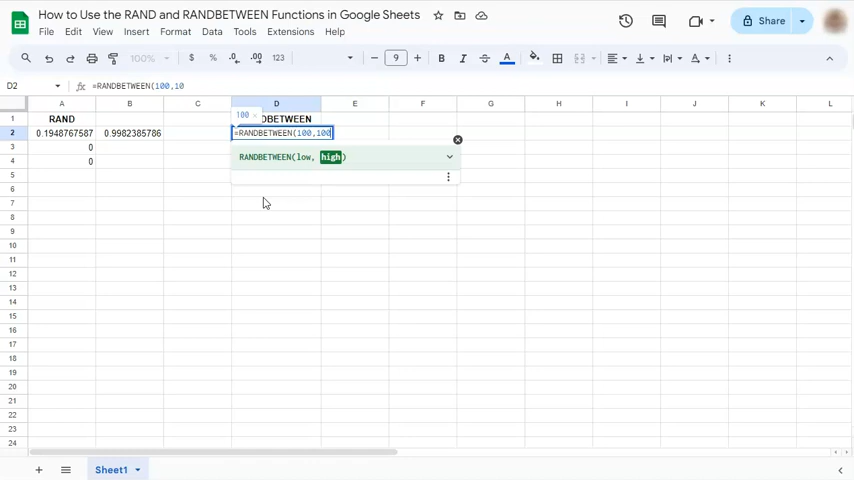 How to Use the RAND and RANDBETWEEN Functions in Google Sheets
Share
File Edit View Insert Format Data Tools Extensions Help
100% $ % .0 .00 123 9 B I S A
D2 fx =RANDBETWEEN(100,10
A B C D E F G H I J K L
100 ×
1 RAND DBETWEEN
2 0.1948767587 0.9982385786 =RANDBETWEEN(100,100
3 0
RANDBETWEEN(low, high)
4 0
5
6
7
8
9
10
11
12
13
14
15
16
17
18
19
20
21
22
23
24
Sheet1